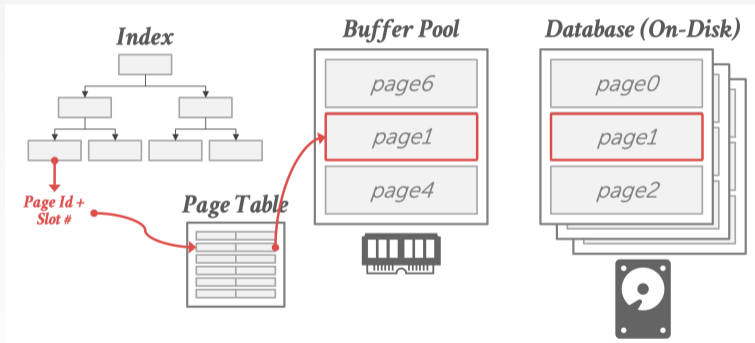 Index
Buffer Pool
Database (On-Disk)
page6
page0
page1
page1
page4
page2
Page Id +
Slot #
Page Table